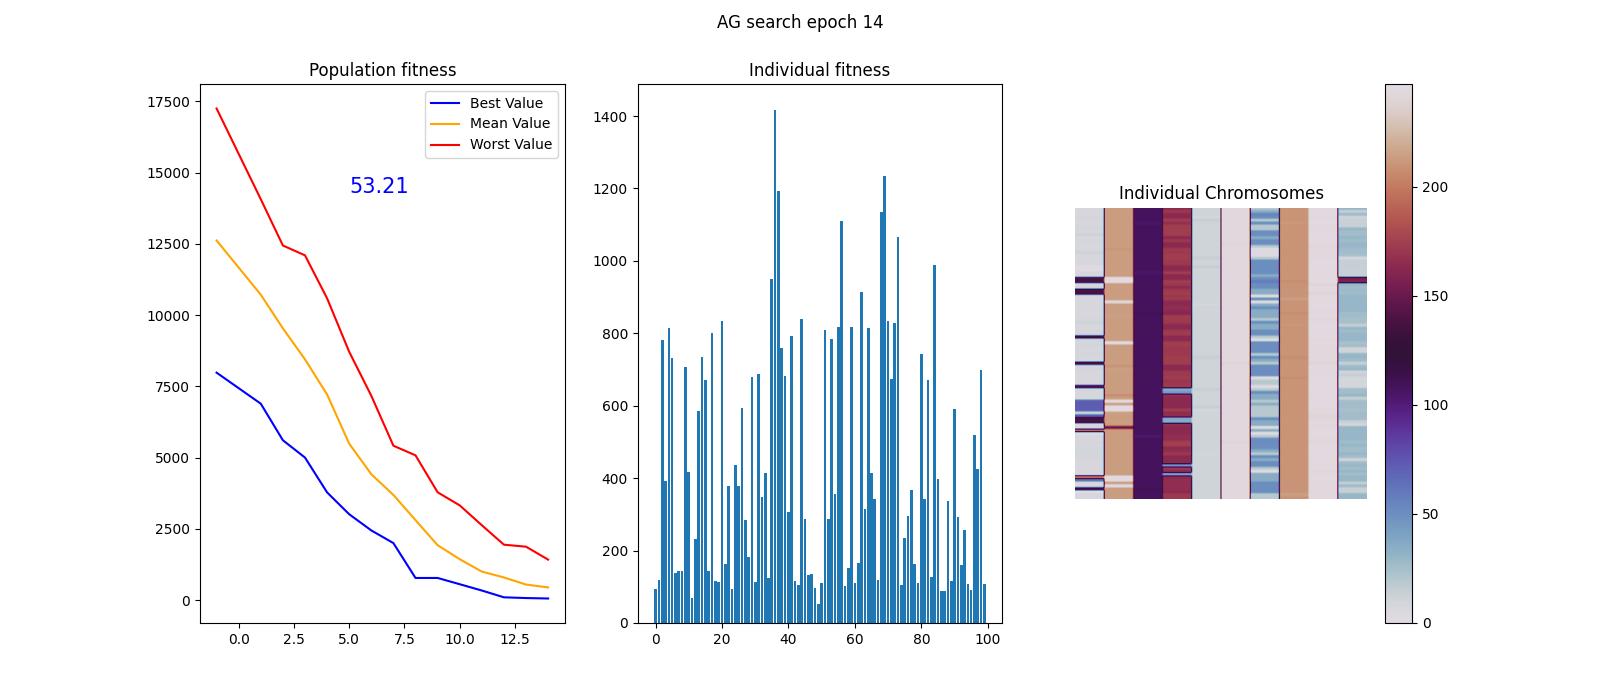 AG search epoch 14
Population fitness
17500
15000
12500
10000
7500
5000
2500
0
0.0 2.5 5.0 7.5 10.0 12.5
Best Value
Mean Value
Worst Value
53.21
Individual fitness
1400
1200
1000
800
600
400
200
0
0 20 40 60 80 100
Individual Chromosomes
200
150
100
50
0